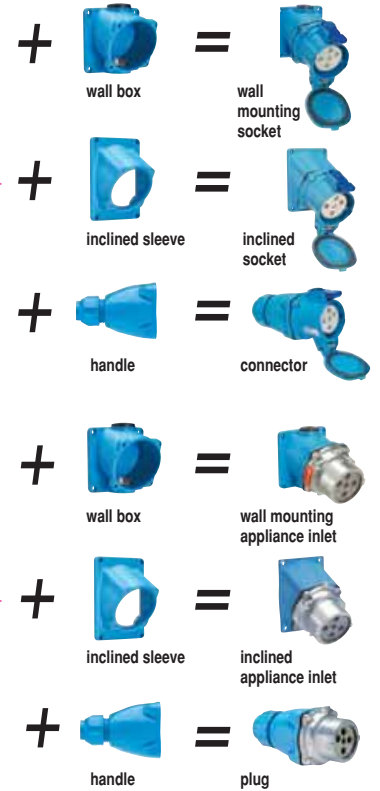 + =
wall box
wall
mounting
socket
+ =
inclined sleeve
inclined
socket
+ =
handle
connector
+ =
wall box
wall mounting
appliance inlet
+ =
inclined sleeve
inclined
appliance inlet
+ =
handle
plug